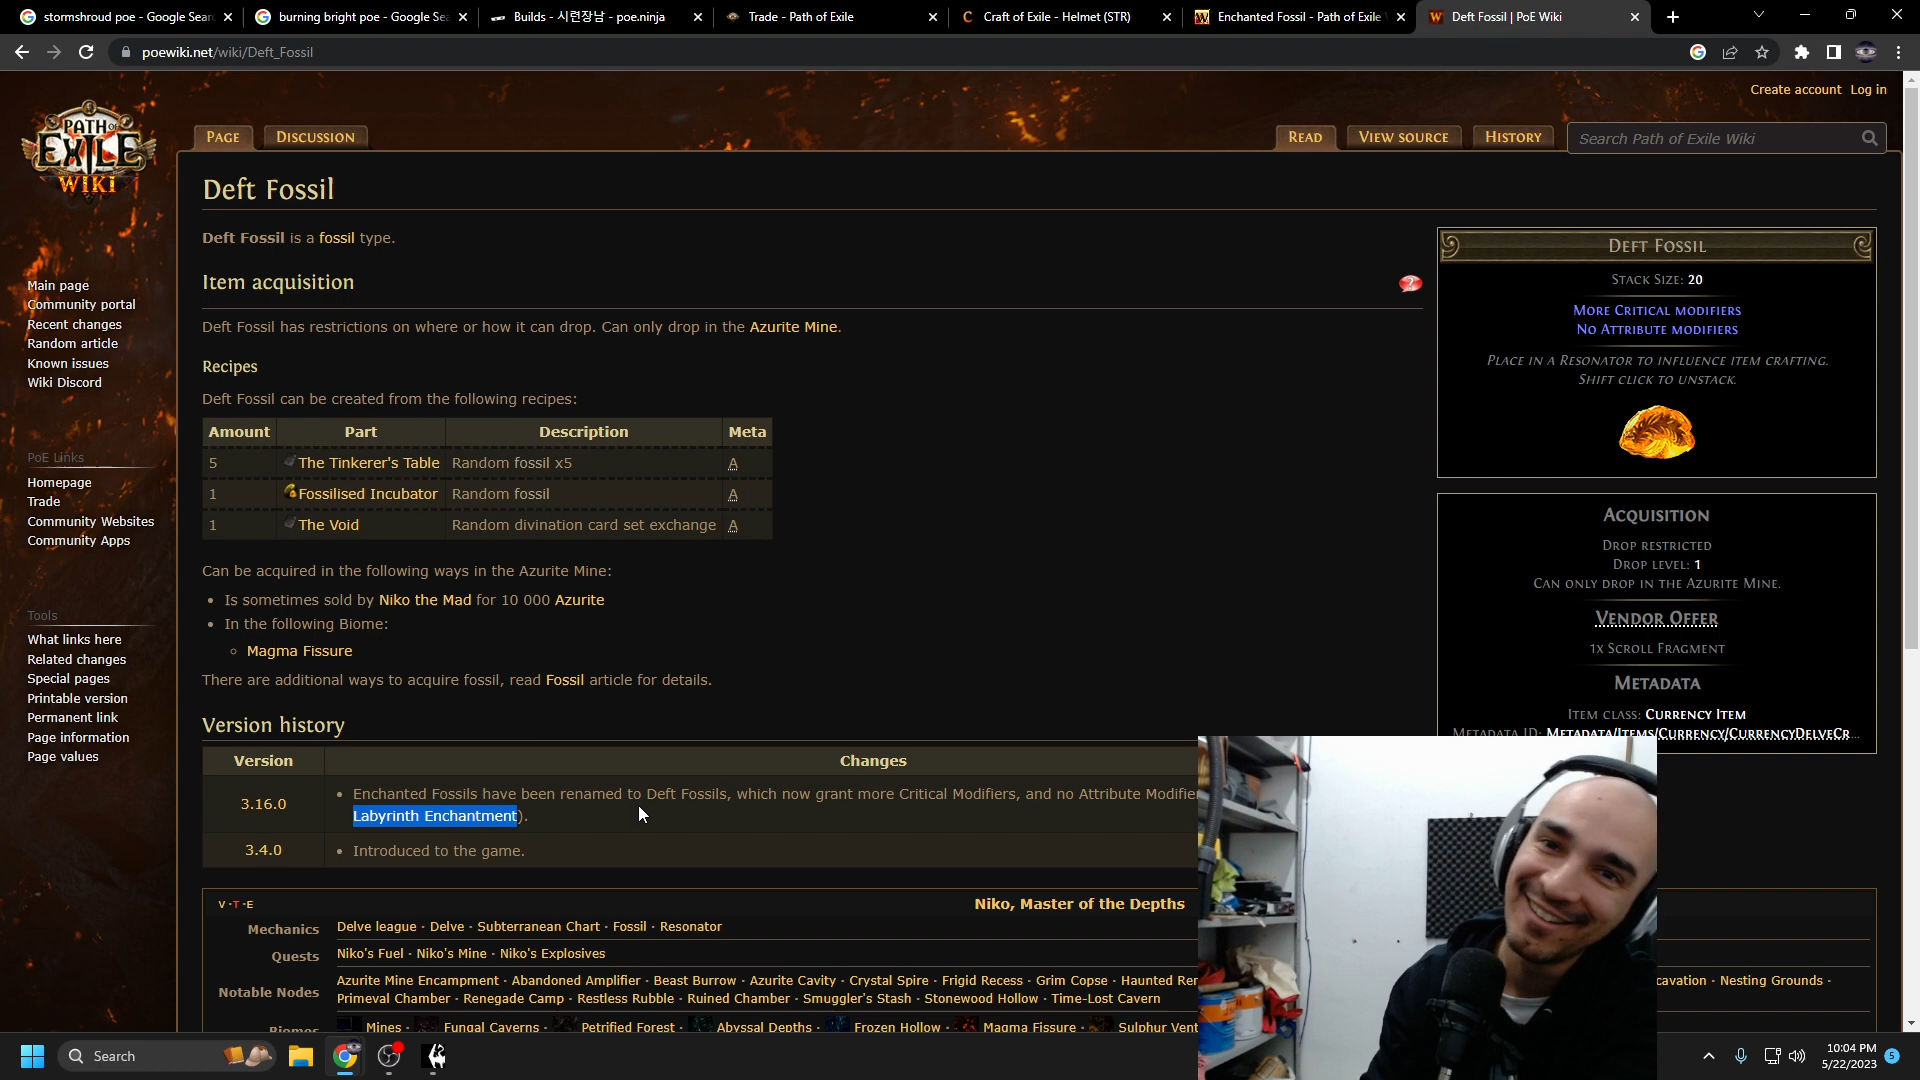 stormshroud poe - Google Sear
burning bright poe - Google Se
Builds - 시련장남 - poe.ninja
Trade - Path of Exile
Craft of Exile - Helmet (STR)
Enchanted Fossil - Path of Exile
Deft Fossil | PoE Wiki
poewiki.net/wiki/Deft_Fossil
Create account Log in
PATH OF EXILE WIKI
PAGE DISCUSSION READ VIEW SOURCE HISTORY Search Path of Exile Wiki
Main page
Community portal
Recent changes
Random article
Known issues
Wiki Discord
PoE Links
Homepage
Trade
Community Websites
Community Apps
Tools
What links here
Related changes
Special pages
Printable version
Permanent link
Page information
Page values
Deft Fossil
Deft Fossil is a fossil type.
Item acquisition
Deft Fossil has restrictions on where or how it can drop. Can only drop in the Azurite Mine.
Recipes
Deft Fossil can be created from the following recipes:
Amount Part Description Meta
5 The Tinkerer's Table Random fossil x5 A
1 Fossilised Incubator Random fossil A
1 The Void Random divination card set exchange A
Can be acquired in the following ways in the Azurite Mine:
• Is sometimes sold by Niko the Mad for 10 000 Azurite
• In the following Biome:
◦ Magma Fissure
There are additional ways to acquire fossil, read Fossil article for details.
Version history
Version Changes
3.16.0 • Enchanted Fossils have been renamed to Deft Fossils, which now grant more Critical Modifiers, and no Attribute Modifie
Labyrinth Enchantment).
3.4.0 • Introduced to the game.
V · T · E Niko, Master of the Depths
Mechanics Delve league · Delve · Subterranean Chart · Fossil · Resonator
Quests Niko's Fuel · Niko's Mine · Niko's Explosives
Notable Nodes Azurite Mine Encampment · Abandoned Amplifier · Beast Burrow · Azurite Cavity · Crystal Spire · Frigid Recess · Grim Copse · Haunted Rem cavation · Nesting Grounds ·
Primeval Chamber · Renegade Camp · Restless Rubble · Ruined Chamber · Smuggler's Stash · Stonewood Hollow · Time-Lost Cavern
Biomes Mines · Fungal Caverns · Petrified Forest · Abyssal Depths · Frozen Hollow · Magma Fissure · Sulphur Vent
DEFT FOSSIL
STACK SIZE: 20
MORE CRITICAL MODIFIERS
NO ATTRIBUTE MODIFIERS
PLACE IN A RESONATOR TO INFLUENCE ITEM CRAFTING.
SHIFT CLICK TO UNSTACK.
ACQUISITION
DROP RESTRICTED
DROP LEVEL: 1
CAN ONLY DROP IN THE AZURITE MINE.
VENDOR OFFER
1X SCROLL FRAGMENT
METADATA
ITEM CLASS: CURRENCY ITEM
METADATA ID: METADATA/ITEMS/CURRENCY/CURRENCYDELVECR...
Search
10:04 PM
5/22/2023
5